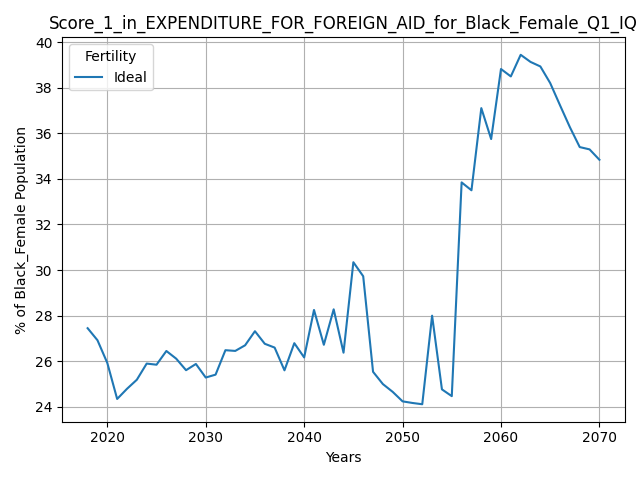 Score_1_in_EXPENDITURE_FOR_FOREIGN_AID_for_Black_Female_Q1_IQ
% of Black_Female Population
40
38
36
34
32
30
28
26
24
Fertility
Ideal
2020 2030 2040 2050 2060 2070
Years